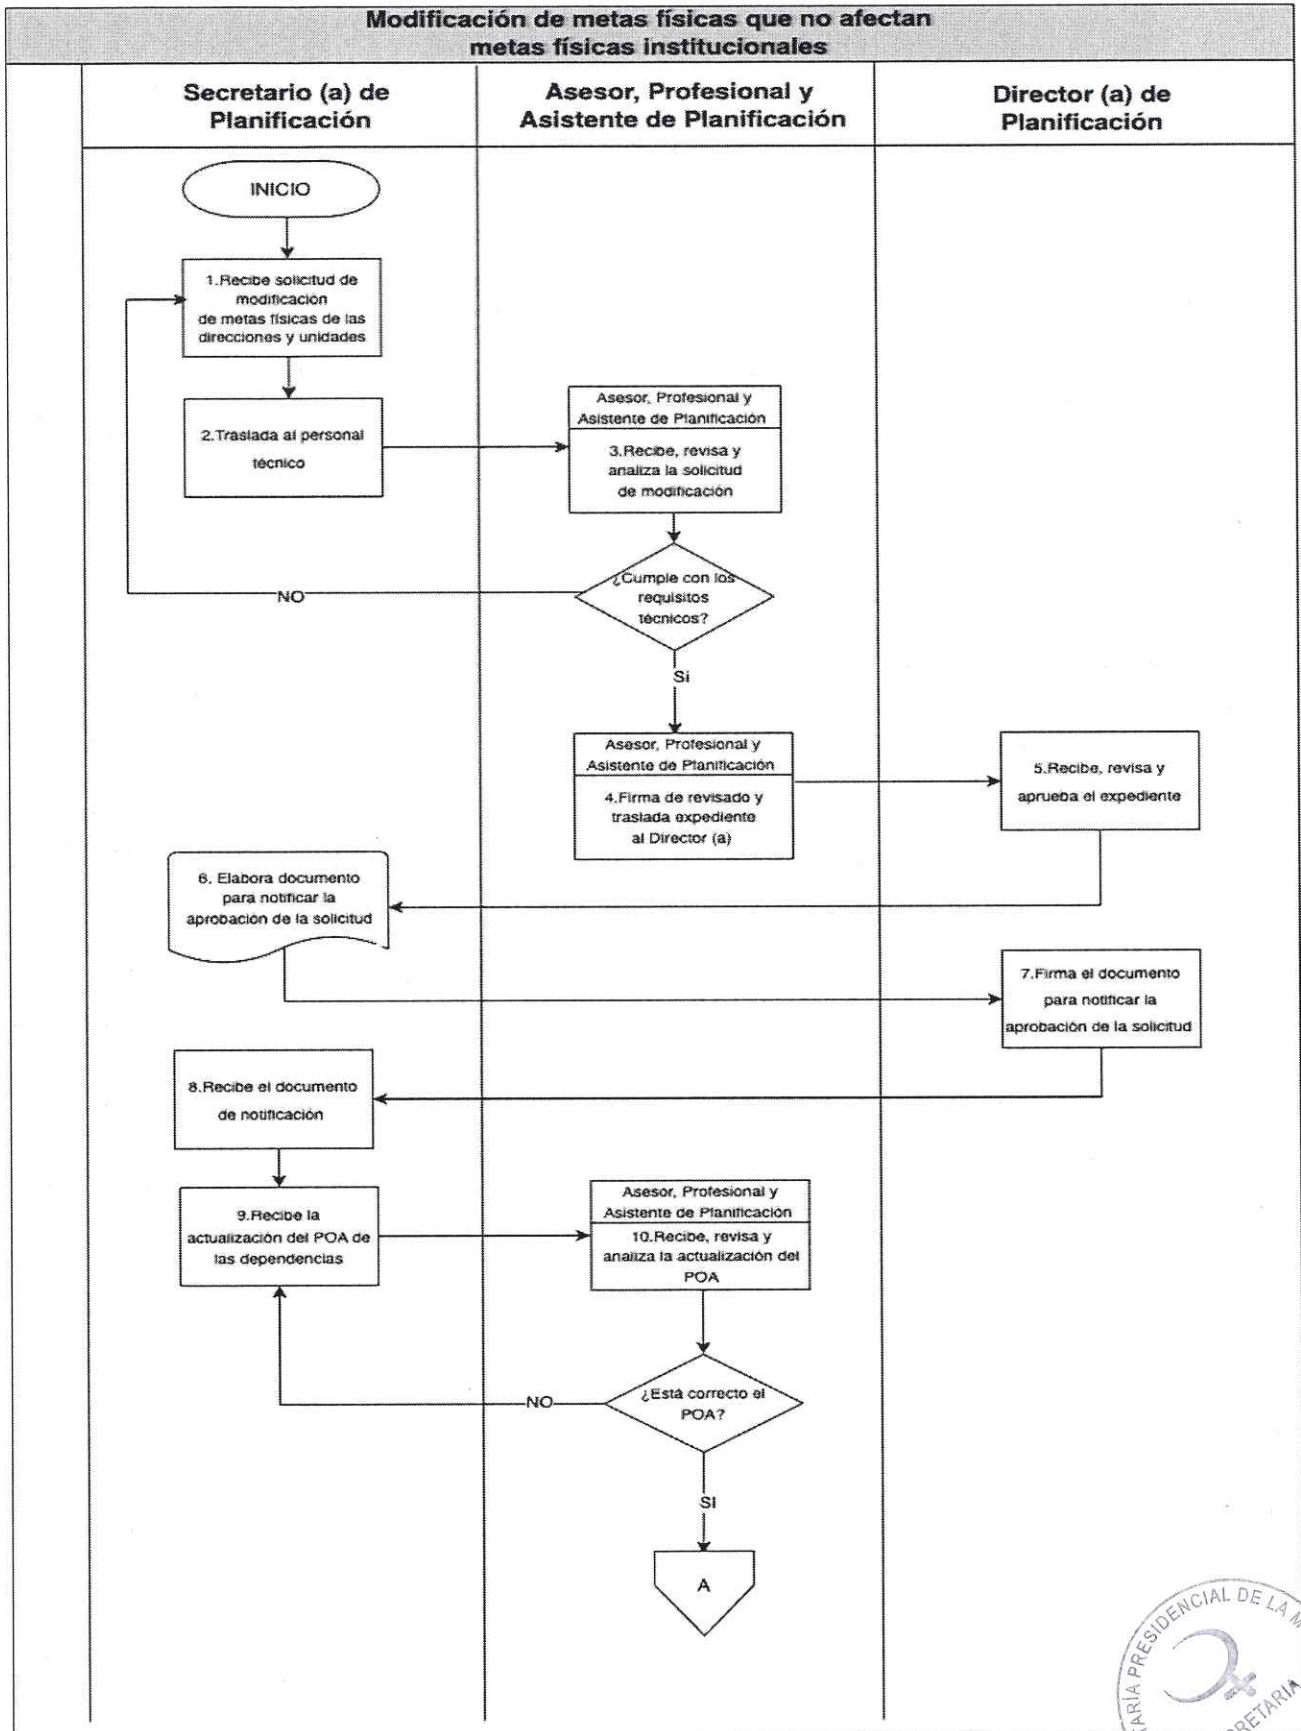 Modificación de metas físicas que no afectan
metas físicas institucionales
Secretario (a) de
Planificación
Asesor, Profesional y
Asistente de Planificación
Director (a) de
Planificación
INICIO
1.Recibe solicitud de
modificación
de metas físicas de las
direcciones y unidades
2.Traslada al personal
técnico
Asesor, Profesional y
Asistente de Planificación
3.Recibe, revisa y
analiza la solicitud
de modificación
¿Cumple con los
requisitos
técnicos?
NO
Si
Asesor, Profesional y
Asistente de Planificación
4.Firma de revisado y
traslada expediente
al Director (a)
5.Recibe, revisa y
aprueba el expediente
6. Elabora documento
para notificar la
aprobación de la solicitud
7.Firma el documento
para notificar la
aprobación de la solicitud
8.Recibe el documento
de notificación
9.Recibe la
actualización del POA de
las dependencias
Asesor, Profesional y
Asistente de Planificación
10.Recibe, revisa y
analiza la actualización del
POA
¿Está correcto el
POA?
NO
SI
A
PRESIDENCIAL DE LA